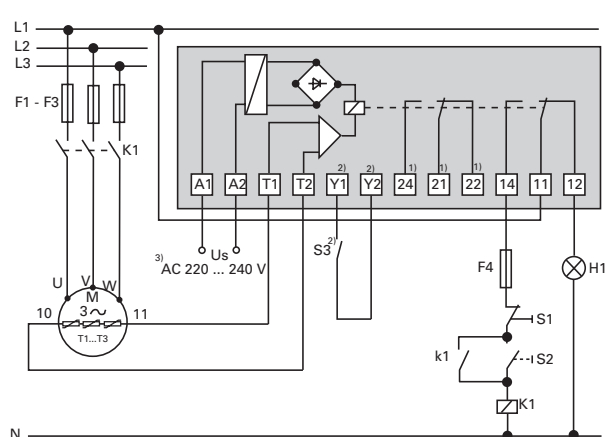 L1
L2
L3
F1 - F3
K1
A1 A2 T1 T2 Y1 Y2 24 21 22 14 11 12
2) 2) 1) 1) 1)
Us
3) AC 220 ... 240 V
S3 2)
F4
H1
U V W
M
3~
10 11
T1...T3
S1
k1
S2
K1
N